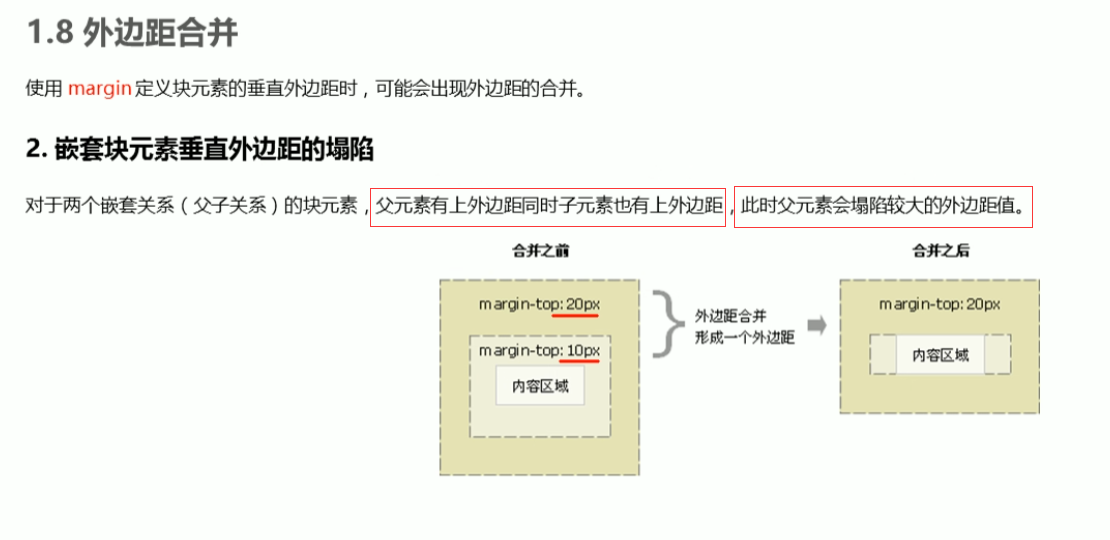 1.8 外边距合并
使用 margin 定义块元素的垂直外边距时，可能会出现外边距的合并。
2. 嵌套块元素垂直外边距的塌陷
对于两个嵌套关系（父子关系）的块元素，父元素有上外边距同时子元素也有上外边距，此时父元素会塌陷较大的外边距值。
合并之前
合并之后
margin-top: 20px
margin-top: 10px
内容区域
外边距合并
形成一个外边距
margin-top: 20px
内容区域